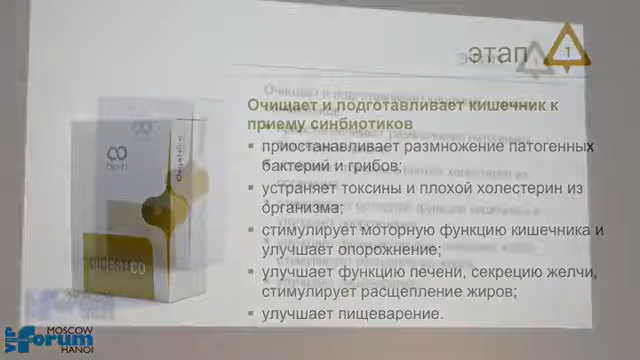 этап 1
Очищает и подготавливает кишечник к
приему синбиотиков
▪ приостанавливает размножение патогенных
бактерий и грибов;
▪ устраняет токсины и плохой холестерин из
организма;
▪ стимулирует моторную функцию кишечника и
улучшает опорожнение;
▪ улучшает функцию печени, секрецию желчи,
стимулирует расщепление жиров;
▪ улучшает пищеварение.
DIGESTICO
VIP
MOSCOW
forum
HANOI